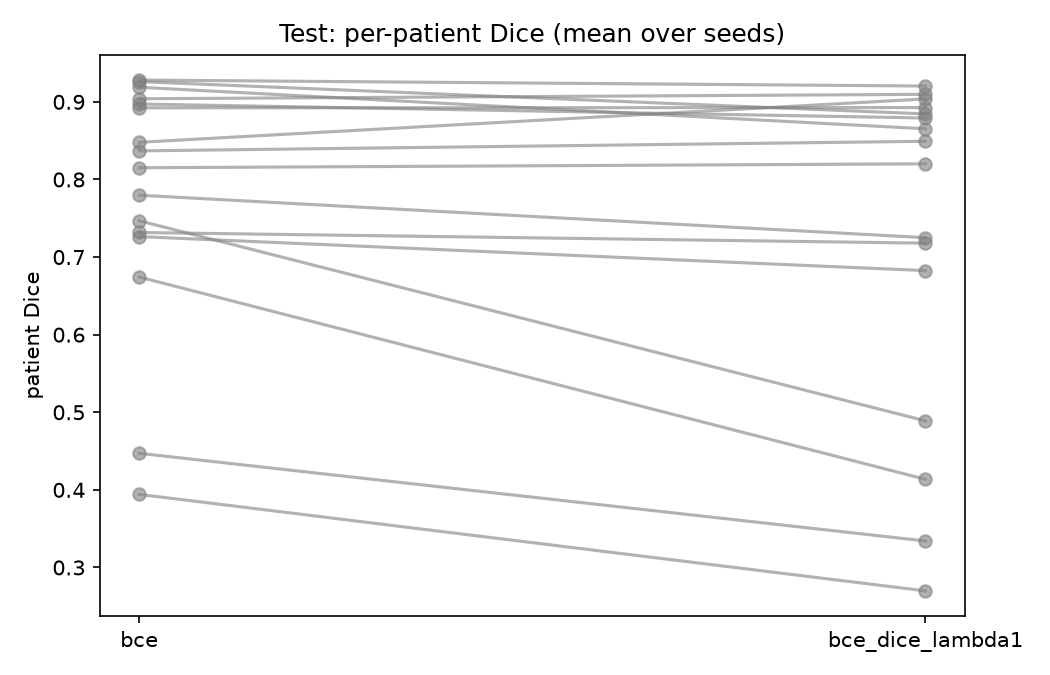 Test: per-patient Dice (mean over seeds)
patient Dice
0.9
0.8
0.7
0.6
0.5
0.4
0.3
bce
bce_dice_lambda1